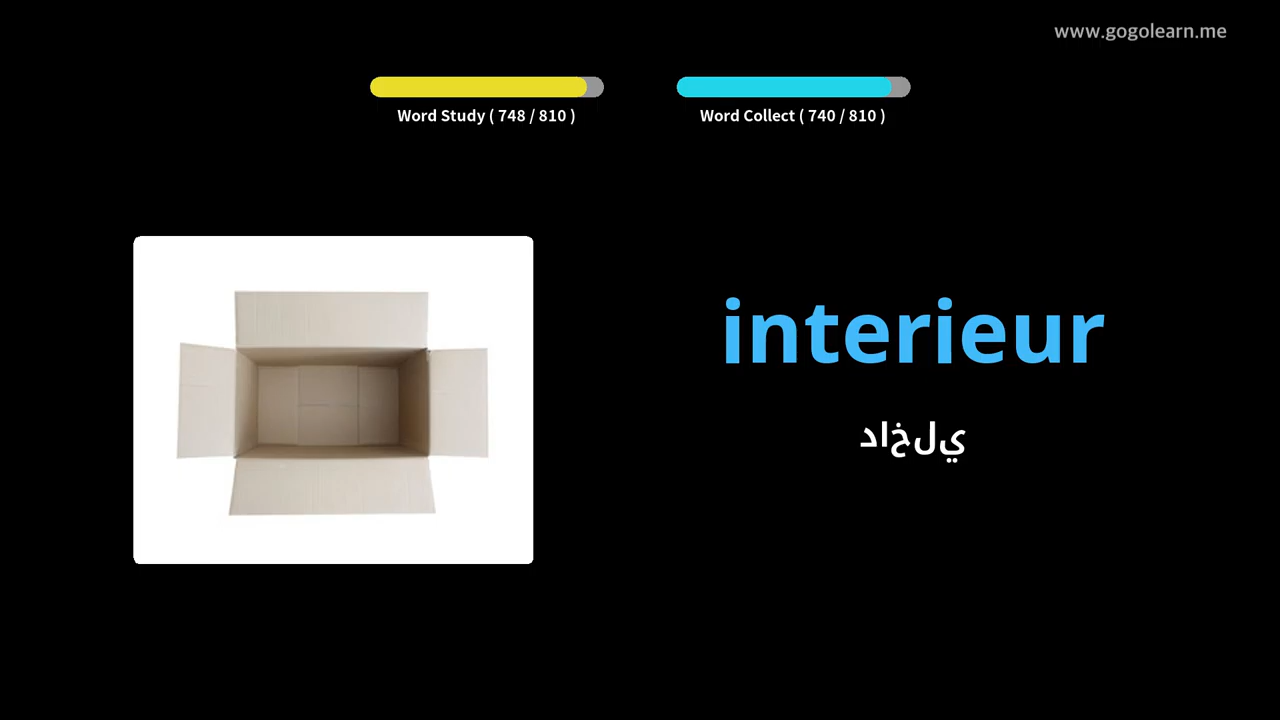 www.gogolearn.me
Word Study ( 748 / 810 )
Word Collect ( 740 / 810 )
interieur
داخلي